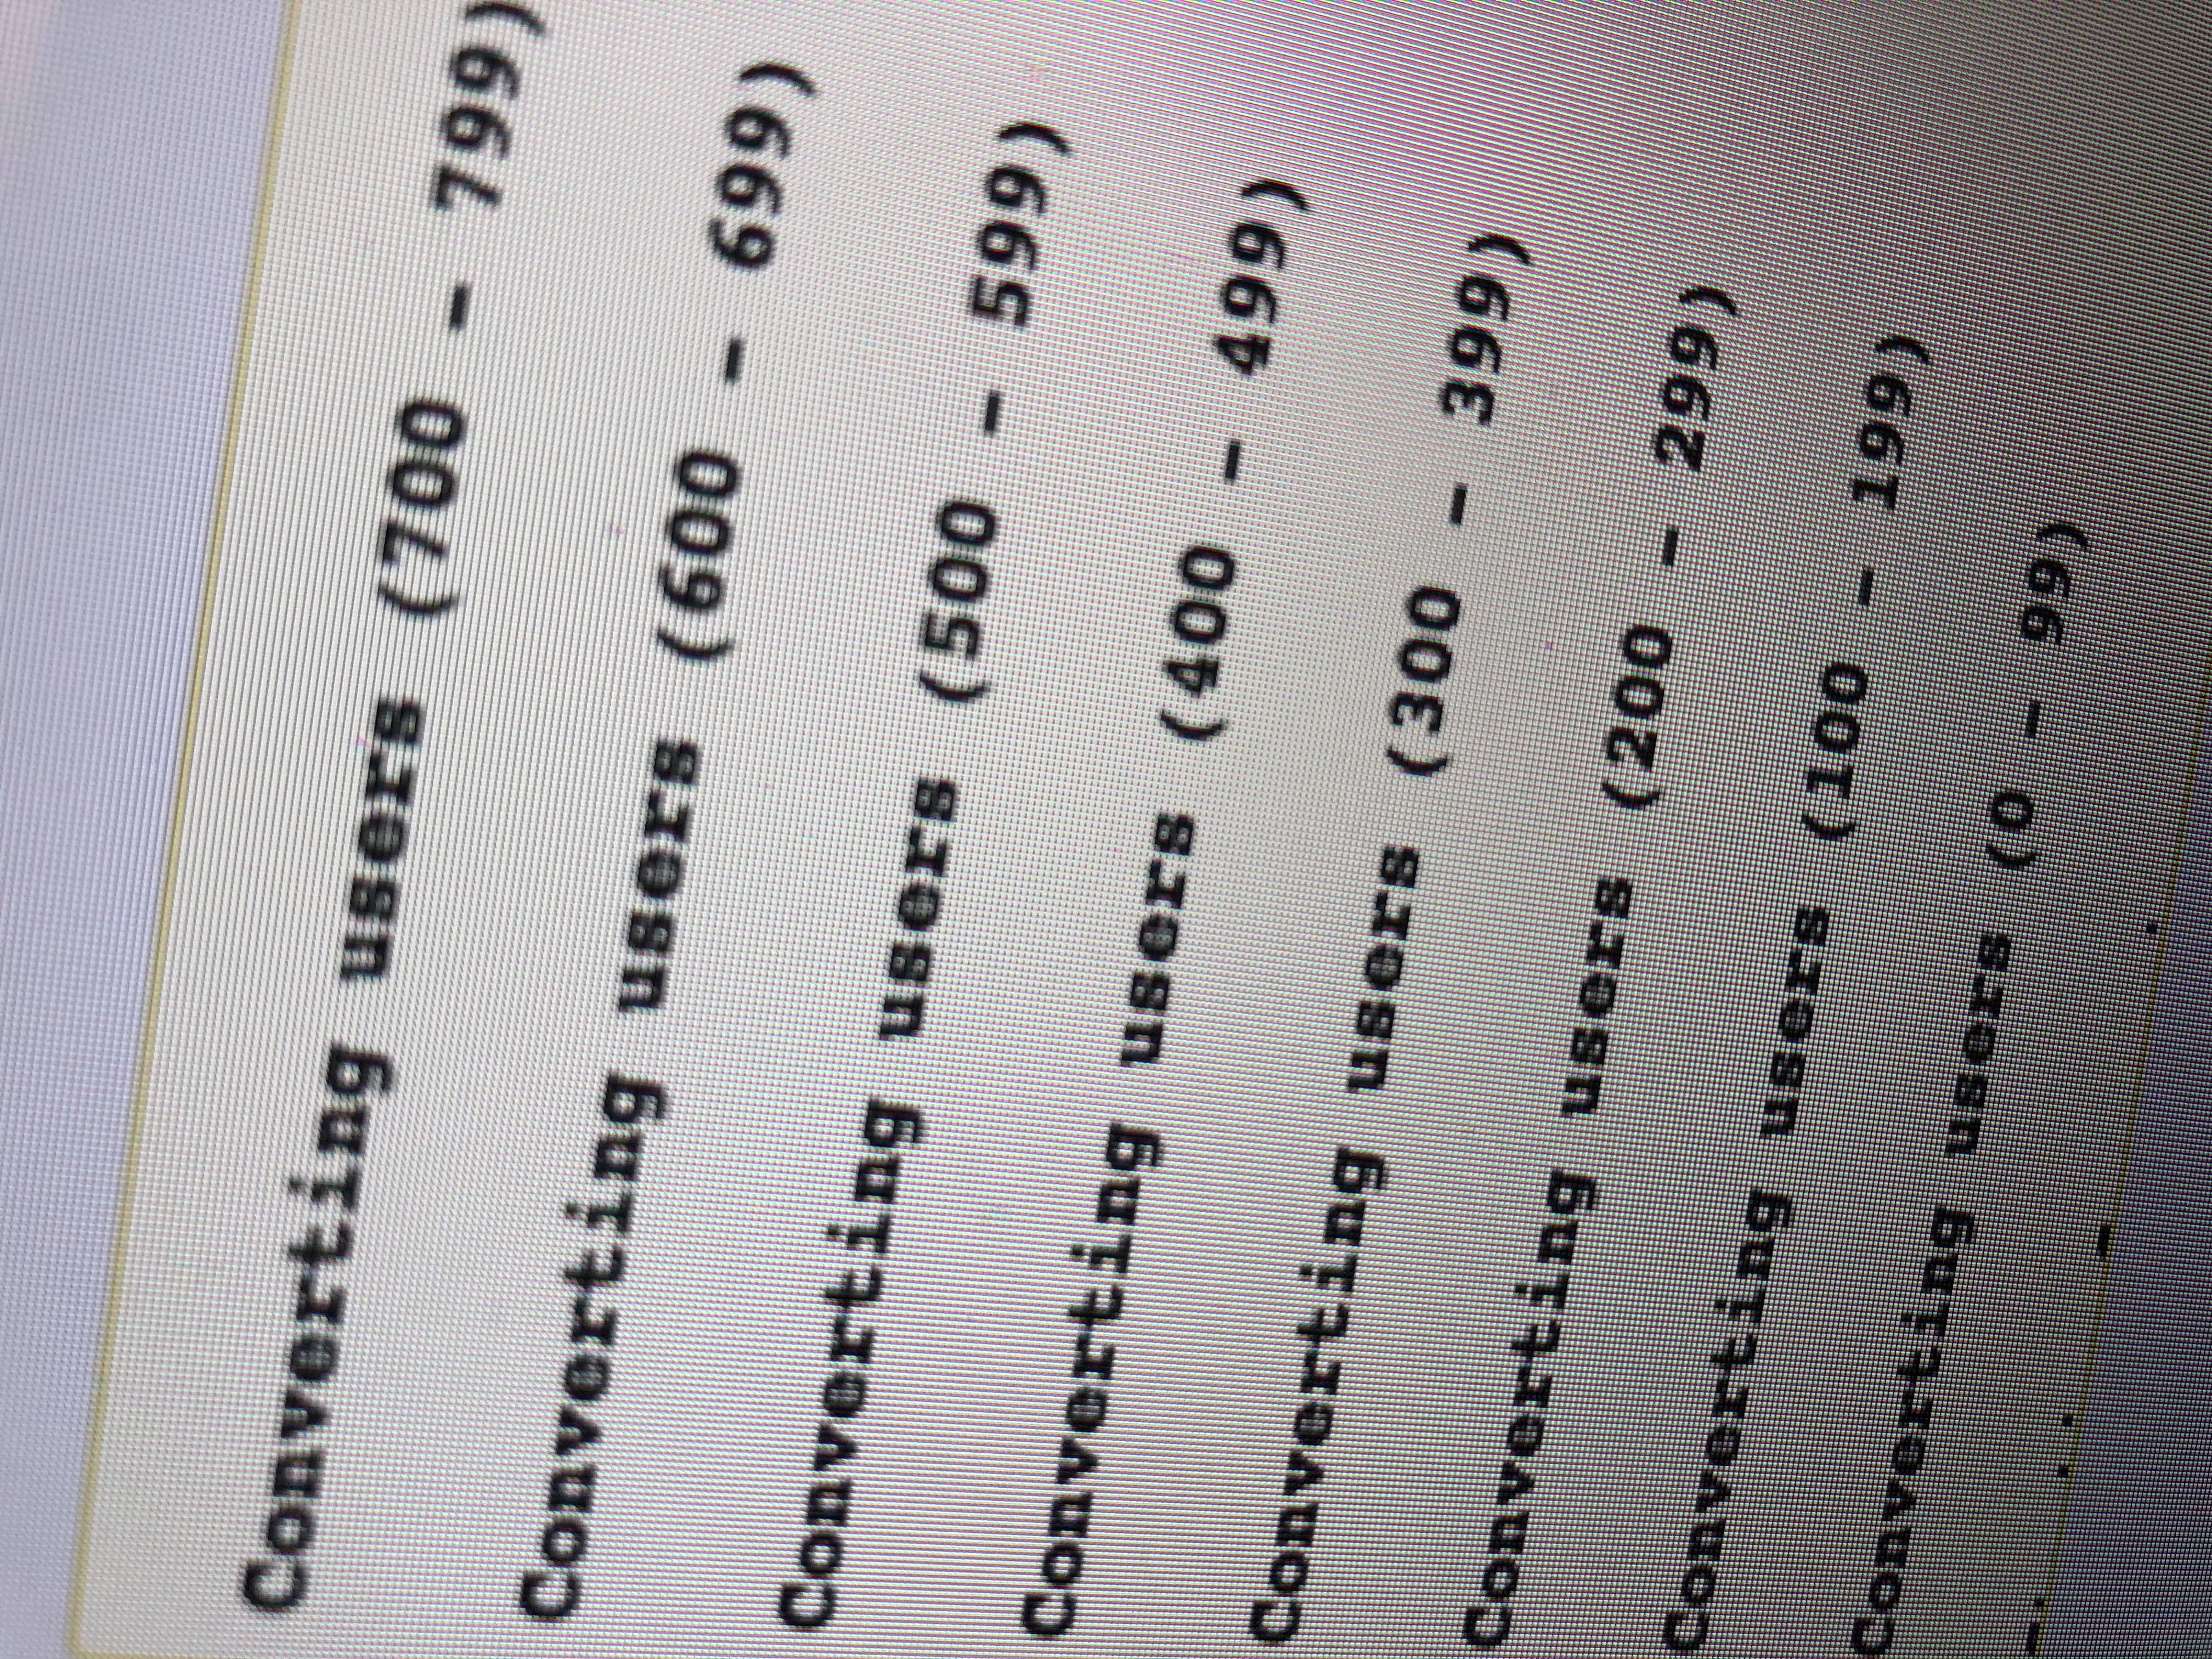 Converting users (700 - 799)
Converting users (600 - 699)
Converting users (500 - 599)
Converting users (400 - 499)
Converting users (300 - 399)
Converting users (200 - 299)
Converting users (100 - 199)
Converting users (0 - 99)